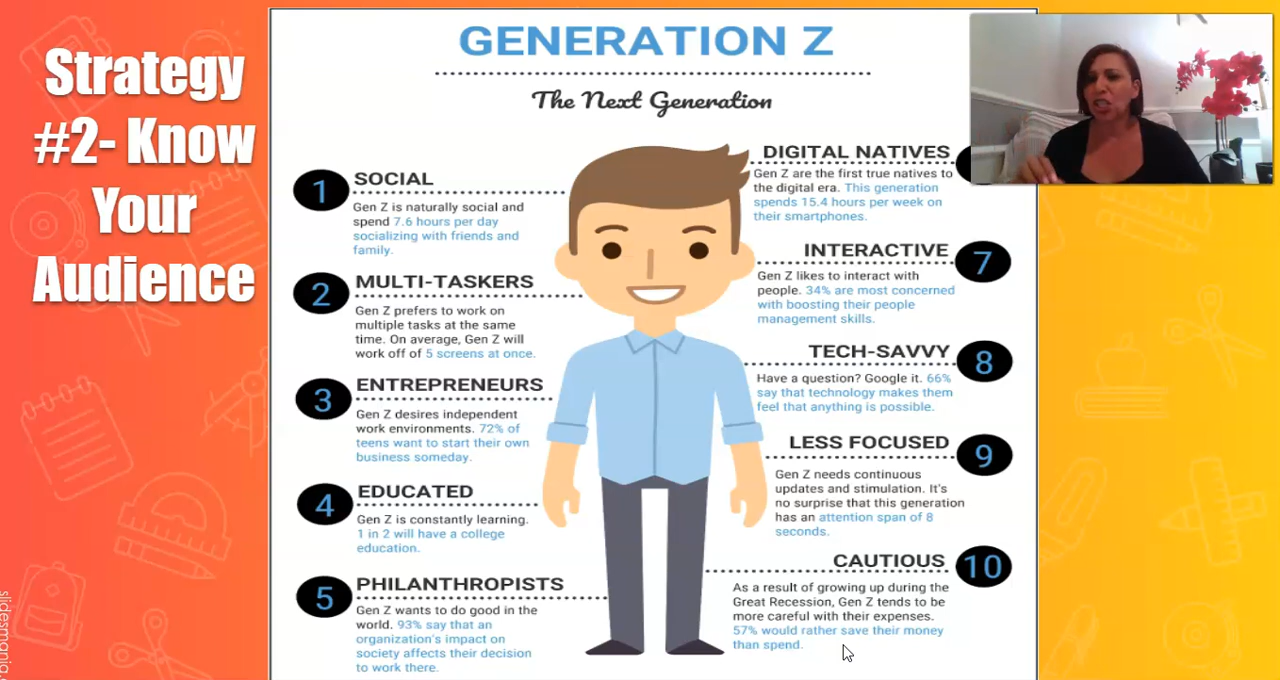 Strategy
#2- Know
Your
Audience
GENERATION Z
The Next Generation
1
SOCIAL
Gen Z is naturally social and
spend 7.6 hours per day
socializing with friends and
family.
2
MULTI-TASKERS
Gen Z prefers to work on
multiple tasks at the same
time. On average, Gen Z will
work off of 5 screens at once.
3
ENTREPRENEURS
Gen Z desires independent
work environments. 72% of
teens want to start their own
business someday.
4
EDUCATED
Gen Z is constantly learning.
1 in 2 will have a college
education.
5
PHILANTHROPISTS
Gen Z wants to do good in the
world. 93% say that an
organization's impact on
society affects their decision
to work there.
DIGITAL NATIVES
Gen Z are the first true natives to
the digital era. This generation
spends 15.4 hours per week on
their smartphones.
INTERACTIVE
7
Gen Z likes to interact with
people. 34% are most concerned
with boosting their people
management skills.
TECH-SAVVY
8
Have a question? Google it. 66%
say that technology makes them
feel that anything is possible.
LESS FOCUSED
9
Gen Z needs continuous
updates and stimulation. It's
no surprise that this generation
has an attention span of 8
seconds.
CAUTIOUS
10
As a result of growing up during the
Great Recession, Gen Z tends to be
more careful with their expenses.
57% would rather save their money
than spend.
slidesmania